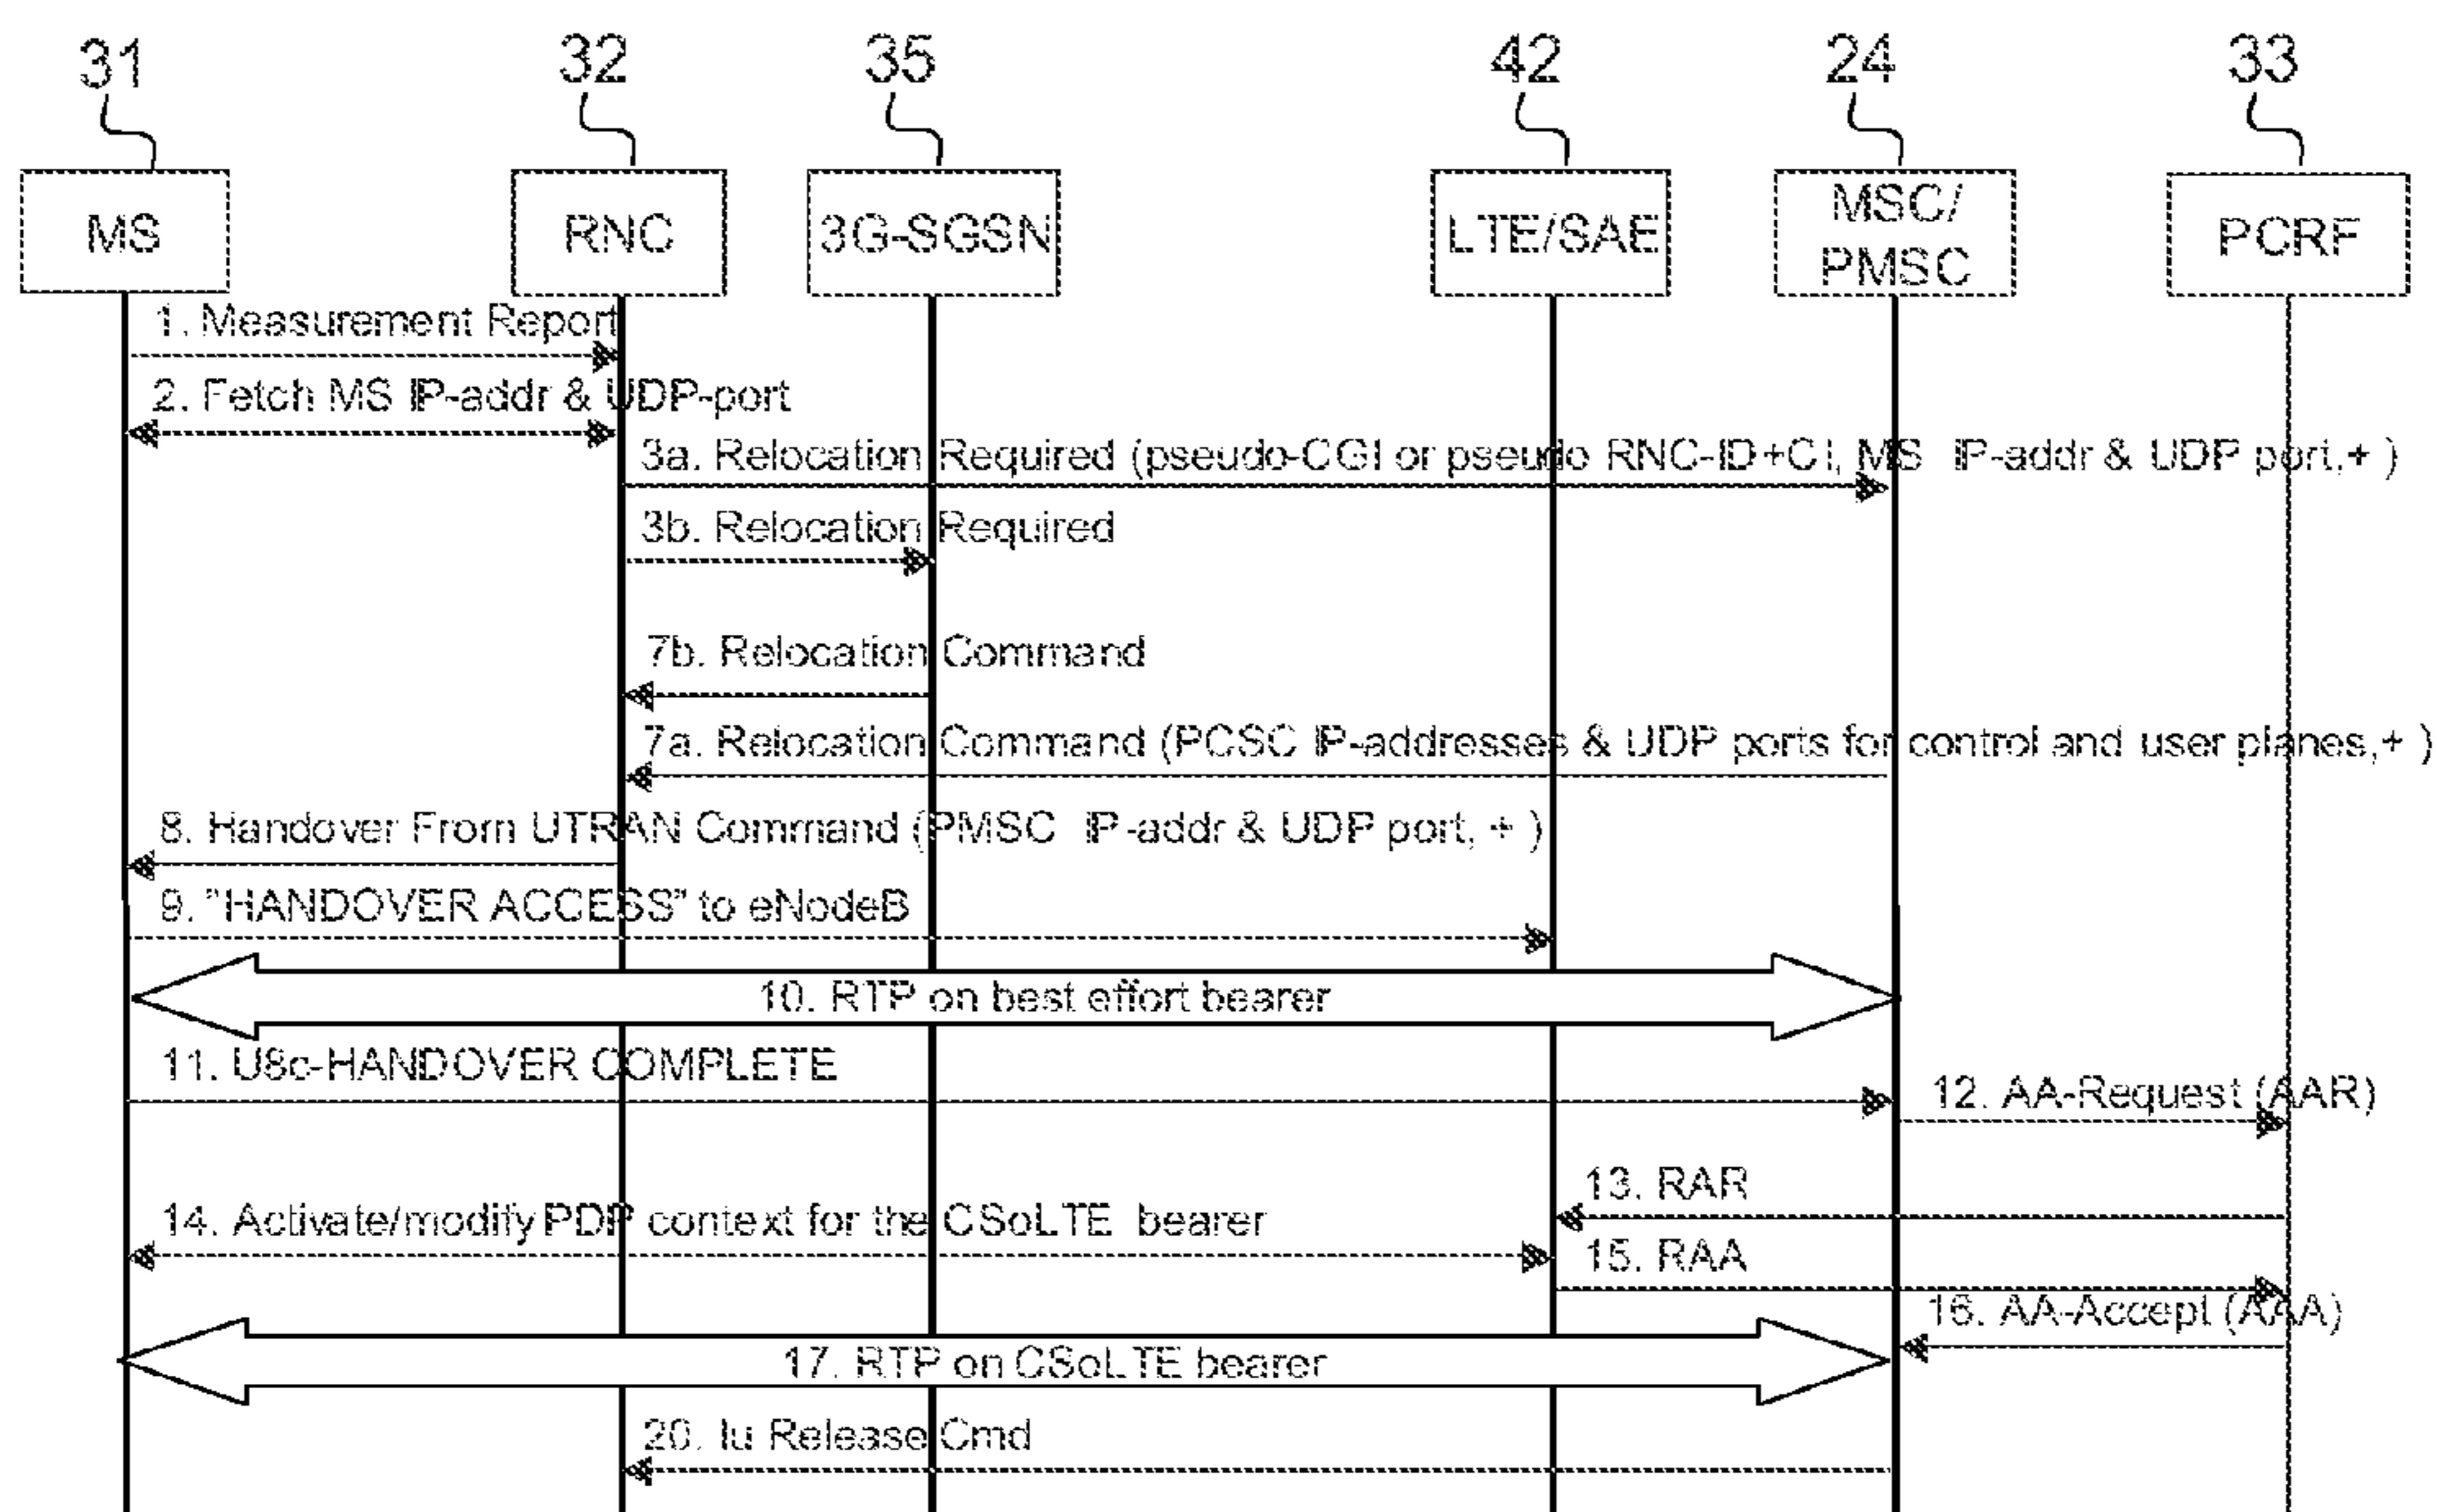 31 32 35 42 24 33
MS RNC 3G-SGSN LTE/SAE MSC/ PCRF
PMSC
1. Measurement Report
2. Fetch MS IP-addr & UDP-port
3a. Relocation Required (pseudo-CGI or pseudo RNC-ID+CI, MS IP-addr & UDP port,+ )
3b. Relocation Required
7b. Relocation Command
7a. Relocation Command (PCSC IP-addresses & UDP ports for control and user planes,+ )
8. Handover From UTRAN Command (PMSC IP-addr & UDP port, + )
9. "HANDOVER ACCESS" to eNodeB
10. RTP on best effort bearer
11. U8c-HANDOVER COMPLETE
12. AA-Request (AAR)
13. RAR
14. Activate/modify PDP context for the CSoLTE bearer
15. RAA
16. AA-Accept (AAA)
17. RTP on CSoLTE bearer
20. Iu Release Cmd